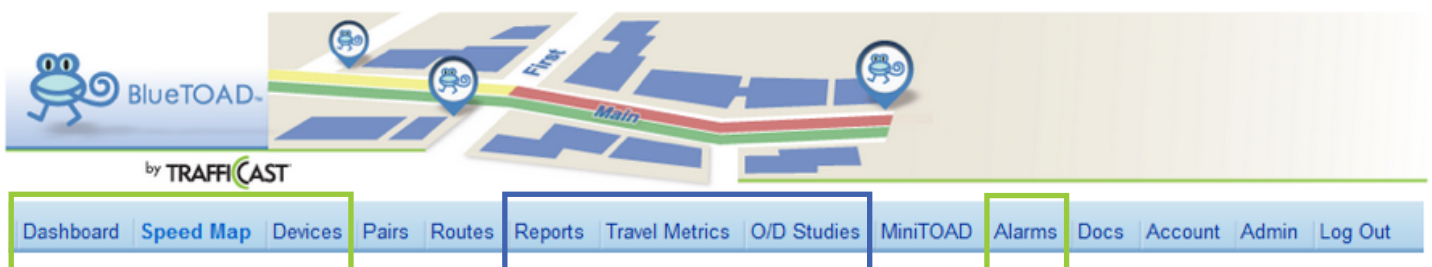 First
BlueTOAD™
Main
by TRAFFICAST
Dashboard Speed Map Devices Pairs Routes Reports Travel Metrics O/D Studies MiniTOAD Alarms Docs Account Admin Log Out